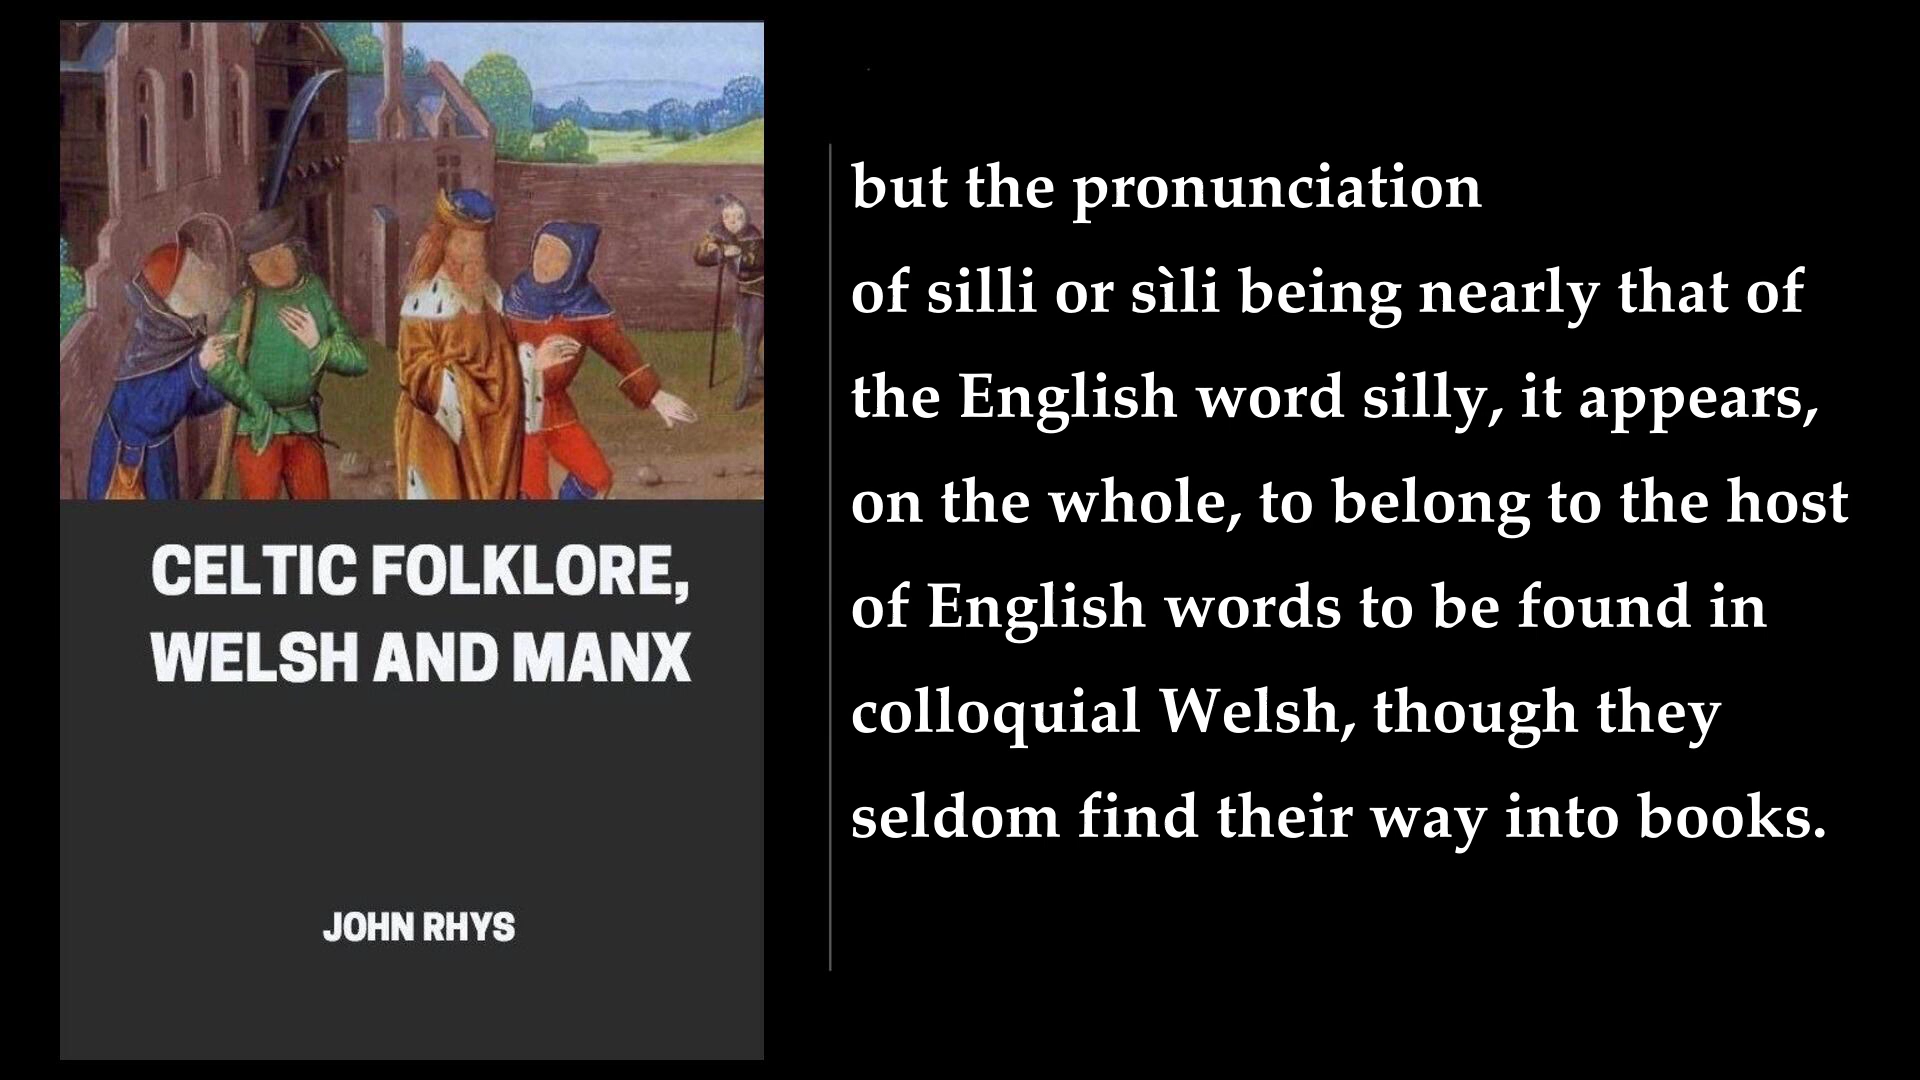 CELTIC FOLKLORE,
WELSH AND MANX
JOHN RHYS
but the pronunciation
of silli or sìli being nearly that of
the English word silly, it appears,
on the whole, to belong to the host
of English words to be found in
colloquial Welsh, though they
seldom find their way into books.